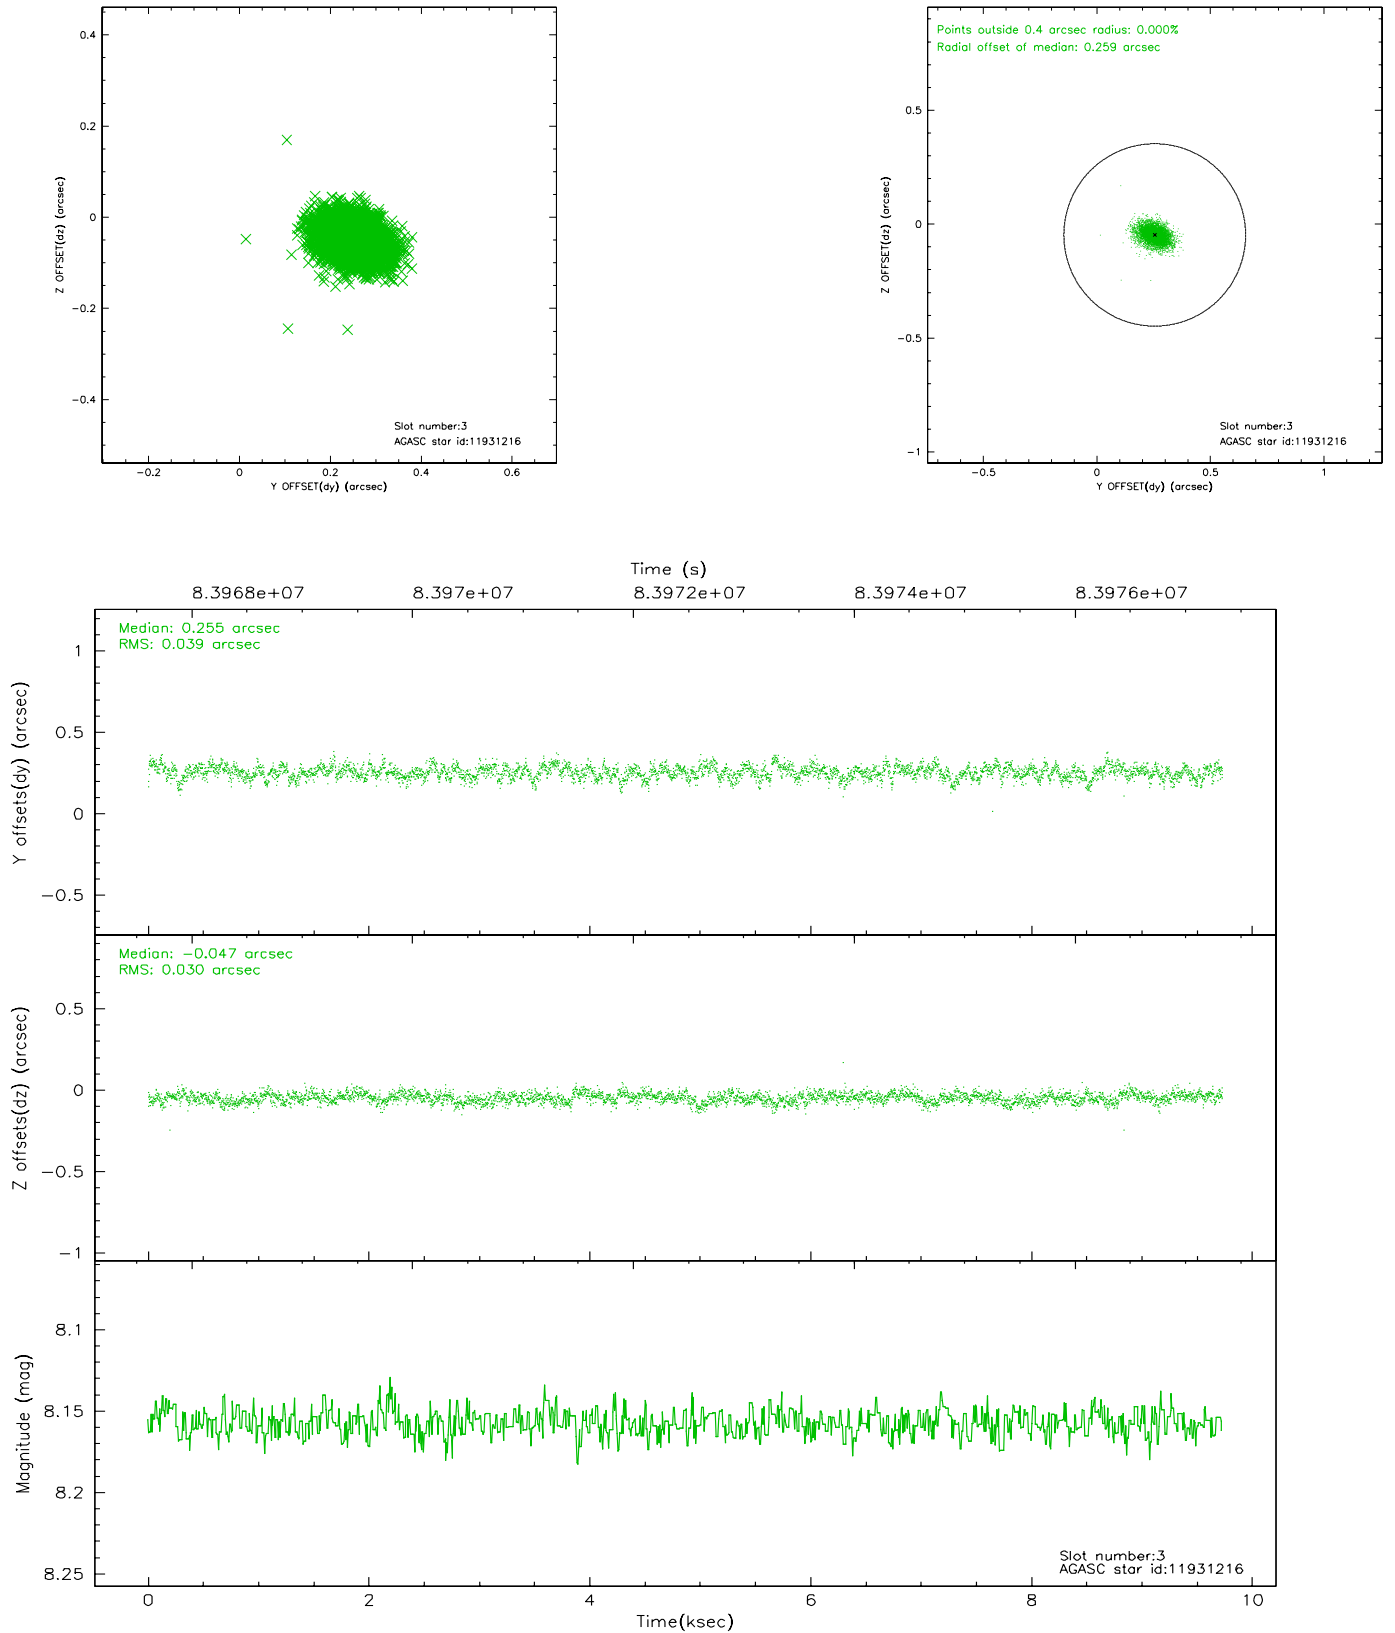 0.4
0.2
0
−0.2
−0.4
Z OFFSET(dz) (arcsec)
Slot number:3
AGASC star id:11931216
−0.2 0 0.2 0.4 0.6
Y OFFSET(dy) (arcsec)
Points outside 0.4 arcsec radius: 0.000%
Radial offset of median: 0.259 arcsec
0.5
0
−0.5
−1
Z OFFSET(dz) (arcsec)
Slot number:3
AGASC star id:11931216
−0.5 0 0.5 1
Y OFFSET(dy) (arcsec)
Time (s)
8.3968e+07 8.397e+07 8.3972e+07 8.3974e+07 8.3976e+07
Median: 0.255 arcsec
RMS: 0.039 arcsec
1
0.5
0
−0.5
Y offsets(dy) (arcsec)
Median: −0.047 arcsec
RMS: 0.030 arcsec
0.5
0
−0.5
−1
Z offsets(dz) (arcsec)
8.1
8.15
8.2
8.25
Magnitude (mag)
Slot number:3
AGASC star id:11931216
0 2 4 6 8 10
Time(ksec)